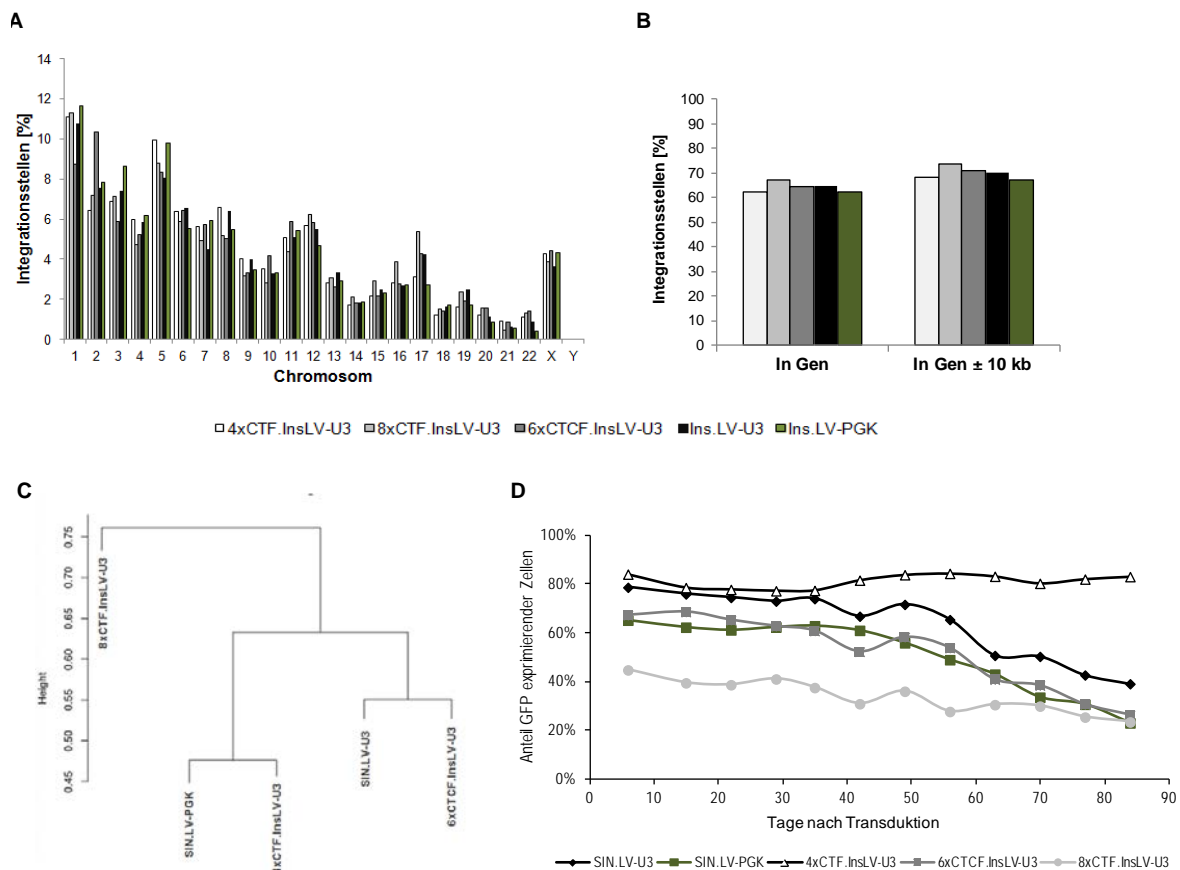 A
Integrationsstellen [%]
14
12
10
8
6
4
2
0
1 2 3 4 5 6 7 8 9 10 11 12 13 14 15 16 17 18 19 20 21 22 X Y
Chromosom
B
Integrationsstellen [%]
100
90
80
70
60
50
40
30
20
10
0
In Gen In Gen ± 10 kb
4xCTF.InsLV-U3 8xCTF.InsLV-U3 6xCTCF.InsLV-U3 Ins.LV-U3 Ins.LV-PGK
C
Height
0.75
0.70
0.65
0.60
0.55
0.50
0.45
8xCTF.InsLV-U3
SIN.LV-PGK
xCTF.InsLV-U3
SIN.LV-U3
6xCTCF.InsLV-U3
D
Anteil GFP exprimierender Zellen
100%
80%
60%
40%
20%
0%
0 10 20 30 40 50 60 70 80 90
Tage nach Transduktion
SIN.LV-U3 SIN.LV-PGK 4xCTF.InsLV-U3 6xCTCF.InsLV-U3 8xCTF.InsLV-U3